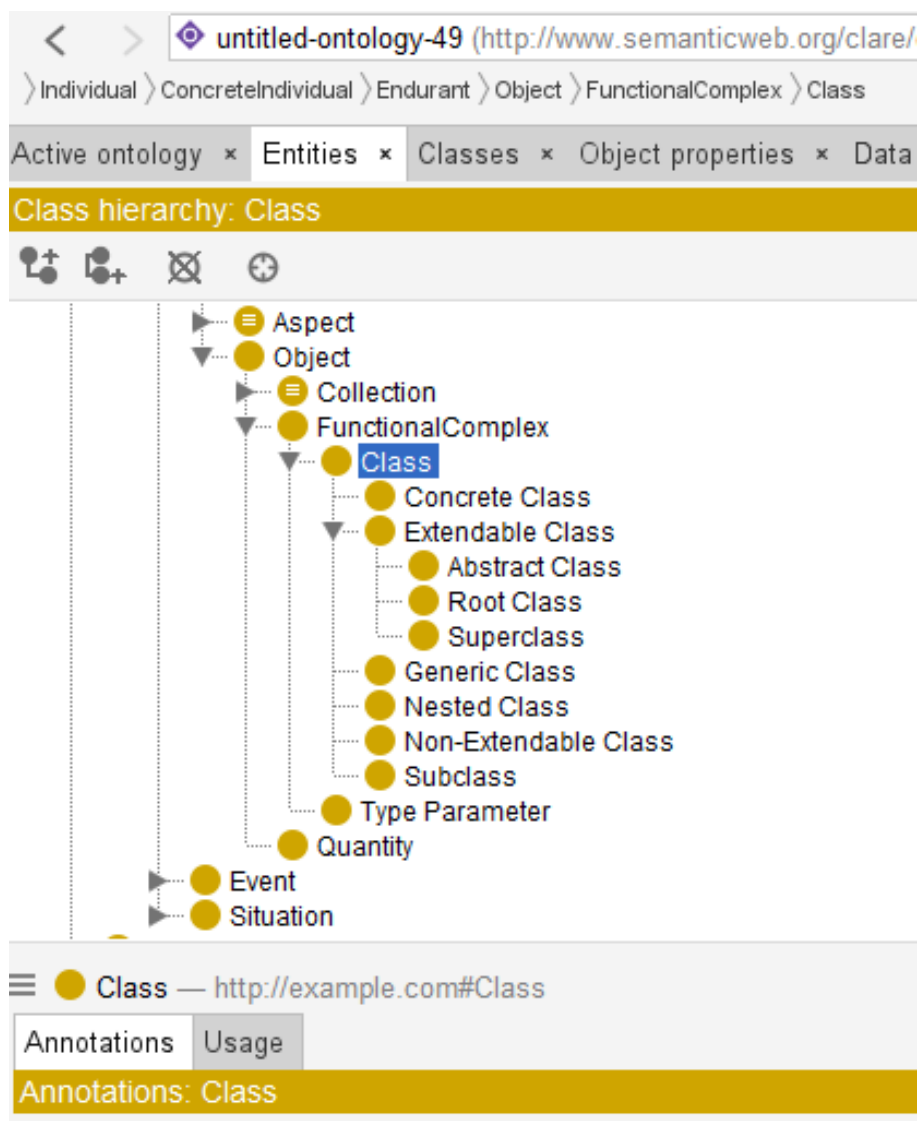 untitled-ontology-49 (http://www.semanticweb.org/clare/
Individual ConcreteIndividual Endurant Object FunctionalComplex Class
Active ontology × Entities × Classes × Object properties × Data
Class hierarchy: Class
Aspect
Object
Collection
FunctionalComplex
Class
Concrete Class
Extendable Class
Abstract Class
Root Class
Superclass
Generic Class
Nested Class
Non-Extendable Class
Subclass
Type Parameter
Quantity
Event
Situation
Class — http://example.com#Class
Annotations Usage
Annotations: Class